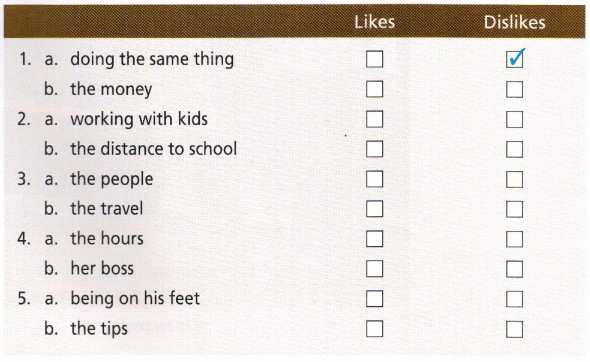 Likes Dislikes
1. a. doing the same thing
b. the money
2. a. working with kids
b. the distance to school
3. a. the people
b. the travel
4. a. the hours
b. her boss
5. a. being on his feet
b. the tips